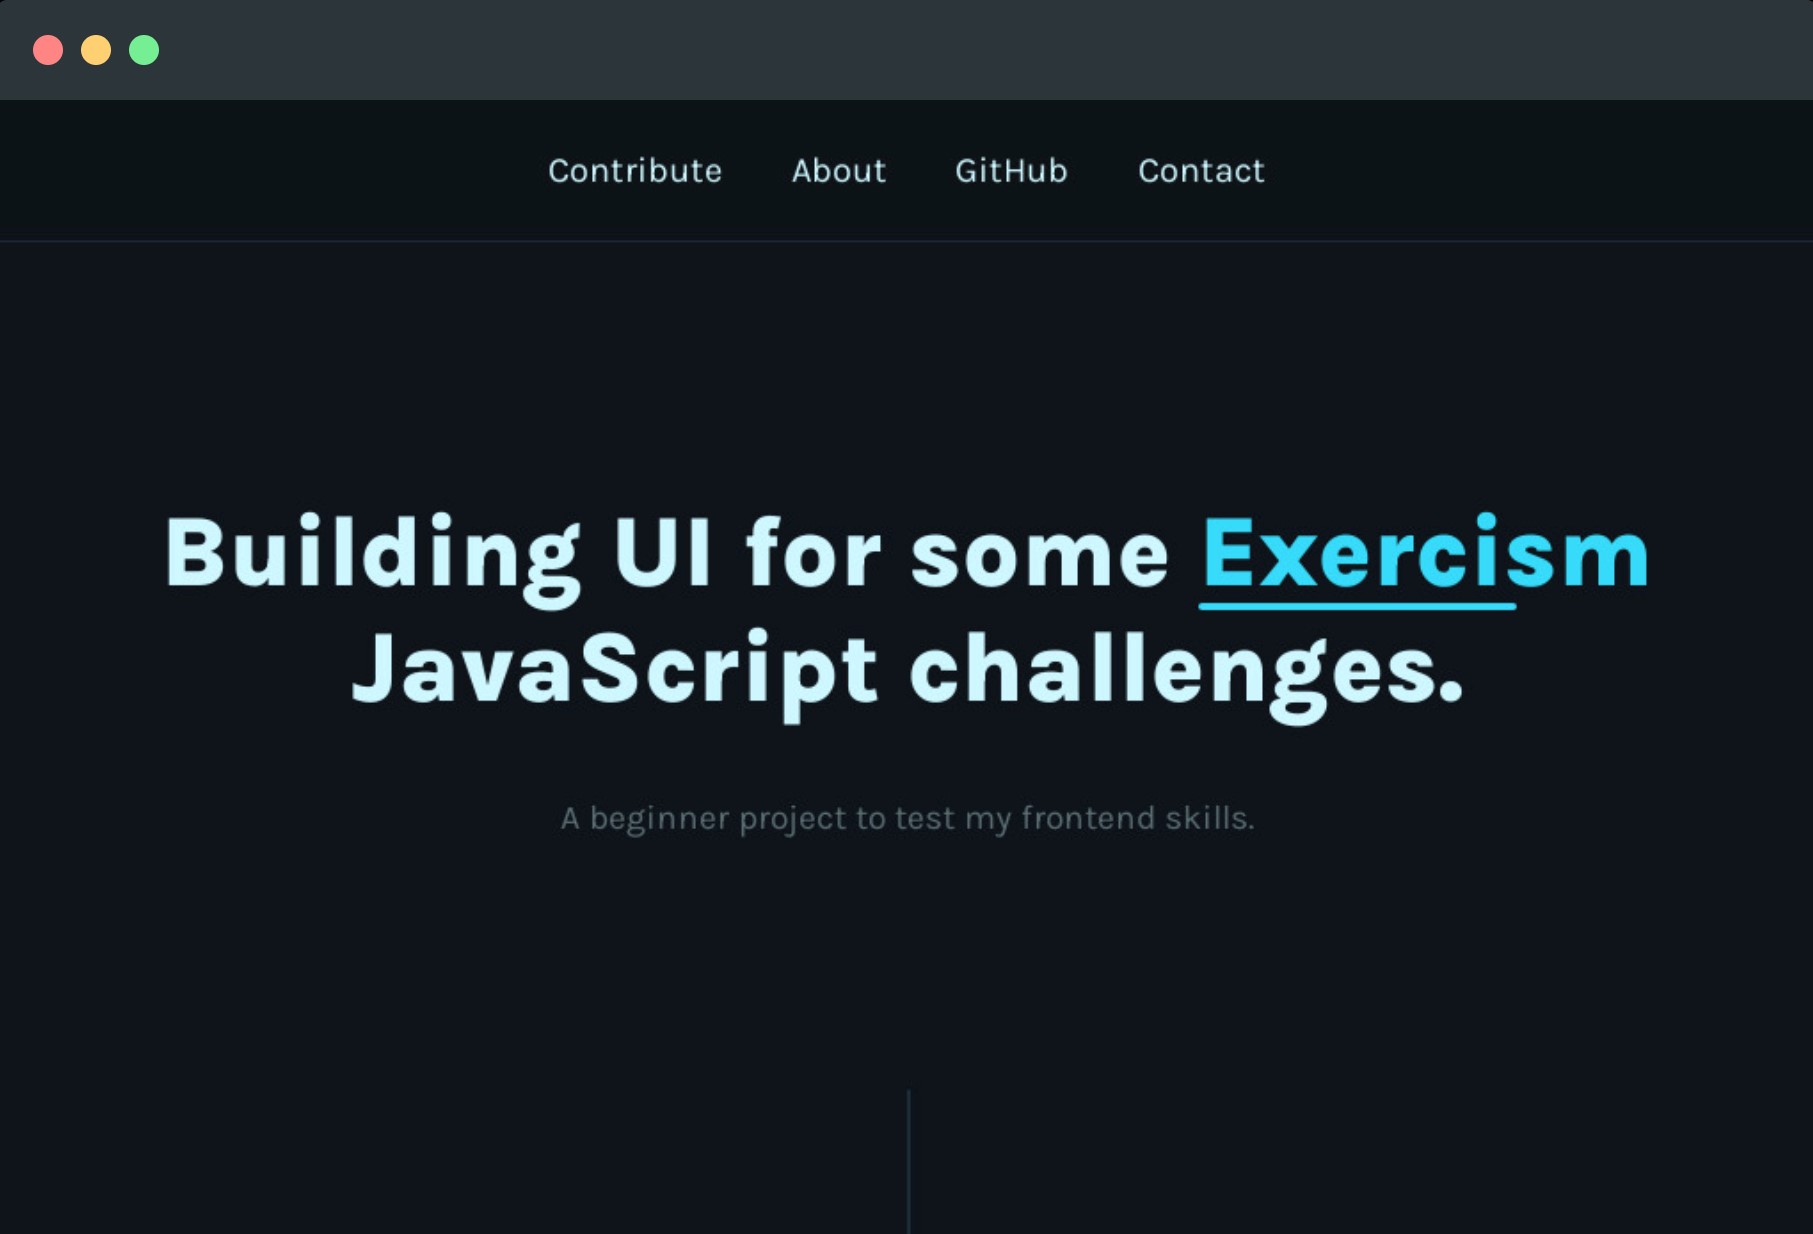 Contribute About GitHub Contact
Building UI for some Exercism
JavaScript challenges.
A beginner project to test my frontend skills.